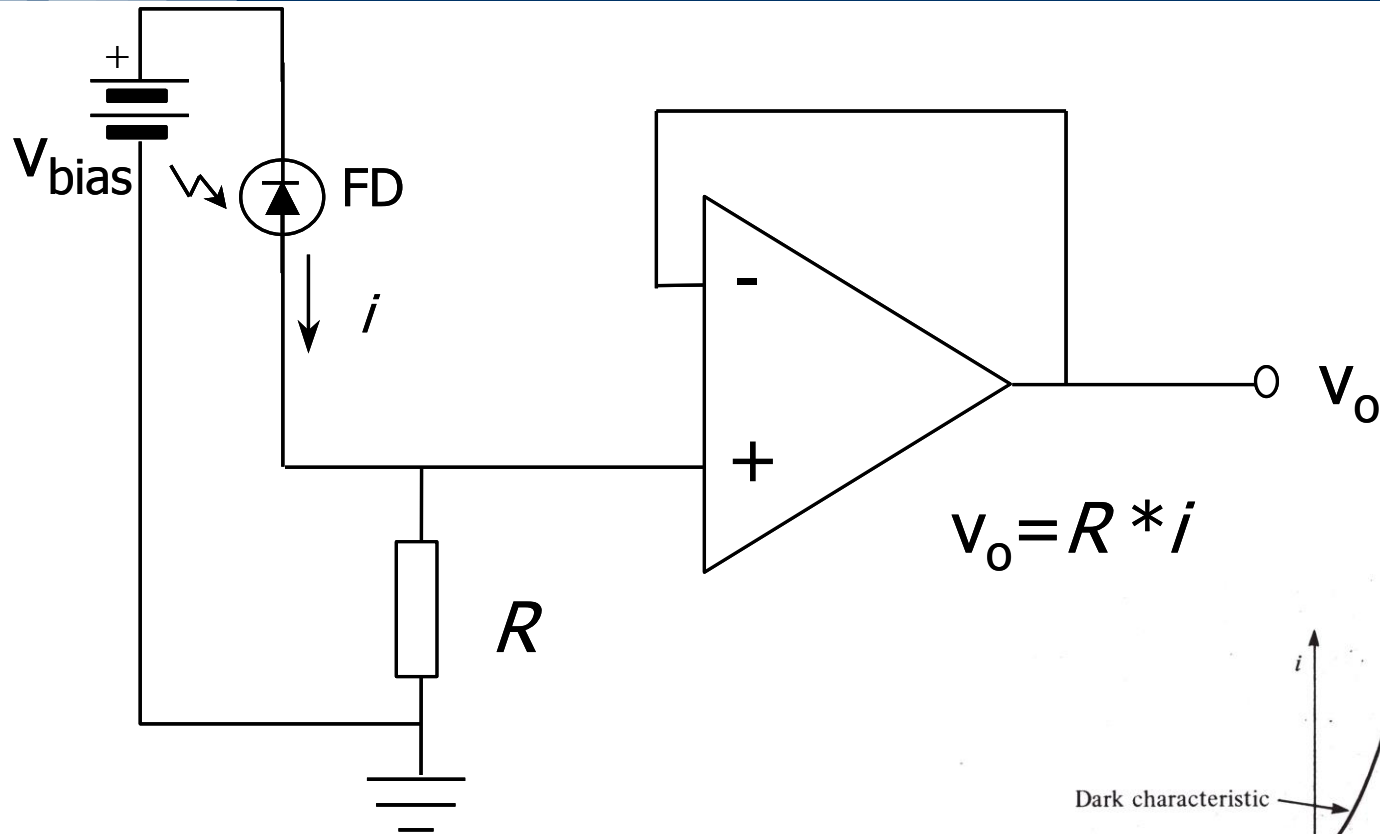 +
vbias
FD
i
-
+
vo
vo=R*i
R
i
Dark characteristic